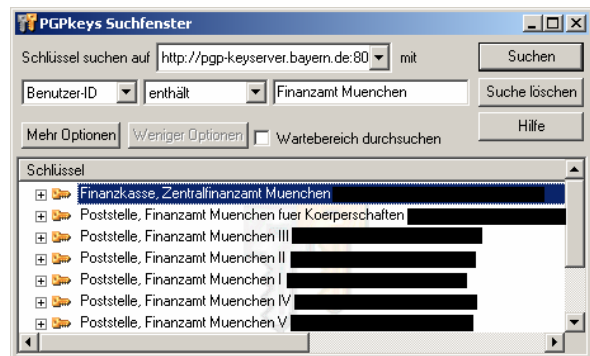 PGPkeys Suchfenster
Schlüssel suchen auf http://pgp-keyserver.bayern.de:80 mit Suchen
Benutzer-ID enthält Finanzamt Muenchen Suche löschen
Mehr Optionen Weniger Optionen Wartebereich durchsuchen Hilfe
Schlüssel
Finanzkasse, Zentralfinanzamt Muenchen
Poststelle, Finanzamt Muenchen fuer Koerperschaften
Poststelle, Finanzamt Muenchen III
Poststelle, Finanzamt Muenchen II
Poststelle, Finanzamt Muenchen I
Poststelle, Finanzamt Muenchen IV
Poststelle, Finanzamt Muenchen V